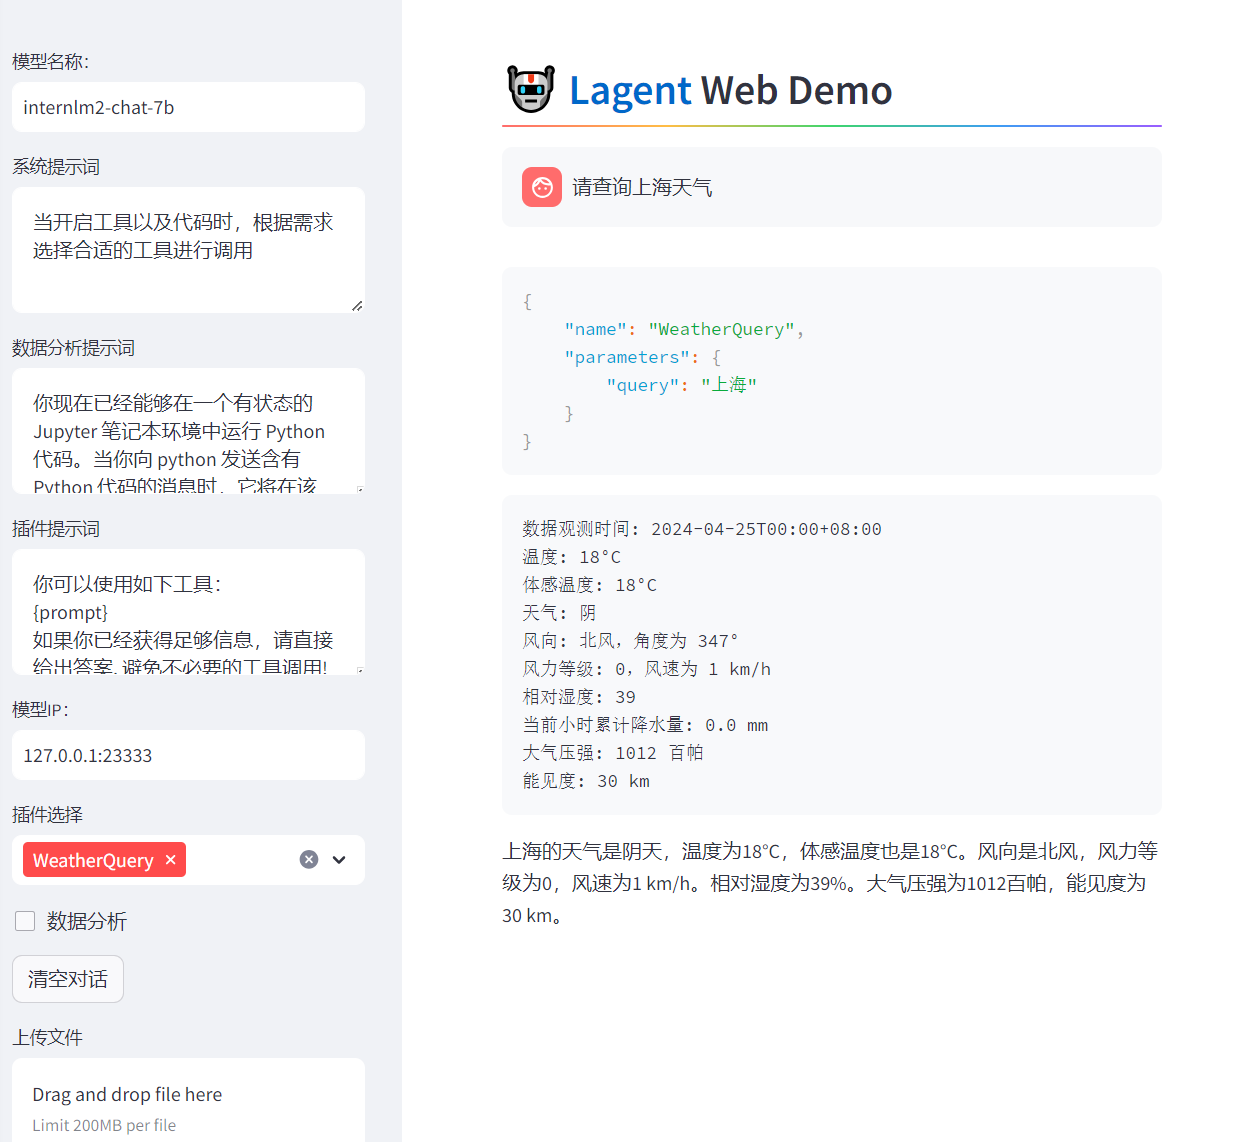 模型名称：
internlm2-chat-7b
系统提示词
当开启工具以及代码时，根据需求
选择合适的工具进行调用
数据分析提示词
你现在已经能够在一个有状态的
Jupyter 笔记本环境中运行 Python
代码。当你向 python 发送含有
Python 代码的消息时，它将在该
插件提示词
你可以使用如下工具：
{prompt}
如果你已经获得足够信息，请直接
给出答案. 避免不必要的工具调用!
模型IP：
127.0.0.1:23333
插件选择
WeatherQuery
数据分析
清空对话
上传文件
Drag and drop file here
Limit 200MB per file
Lagent Web Demo
请查询上海天气
{
"name": "WeatherQuery",
"parameters": {
"query": "上海"
}
}
数据观测时间: 2024-04-25T00:00+08:00
温度: 18°C
体感温度: 18°C
天气: 阴
风向: 北风，角度为 347°
风力等级: 0，风速为 1 km/h
相对湿度: 39
当前小时累计降水量: 0.0 mm
大气压强: 1012 百帕
能见度: 30 km
上海的天气是阴天，温度为18°C，体感温度也是18°C。风向是北风，风力等
级为0，风速为1 km/h。相对湿度为39%。大气压强为1012百帕，能见度为
30 km。